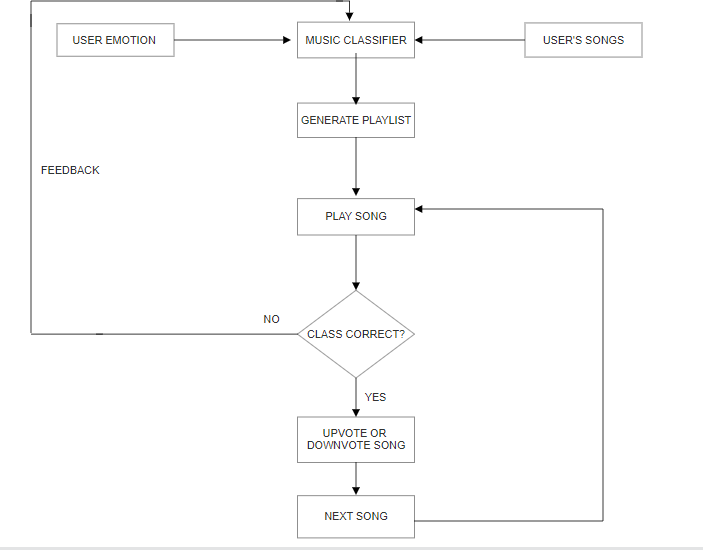 USER EMOTION
MUSIC CLASSIFIER
USER'S SONGS
GENERATE PLAYLIST
FEEDBACK
PLAY SONG
NO
CLASS CORRECT?
YES
UPVOTE OR
DOWNVOTE SONG
NEXT SONG